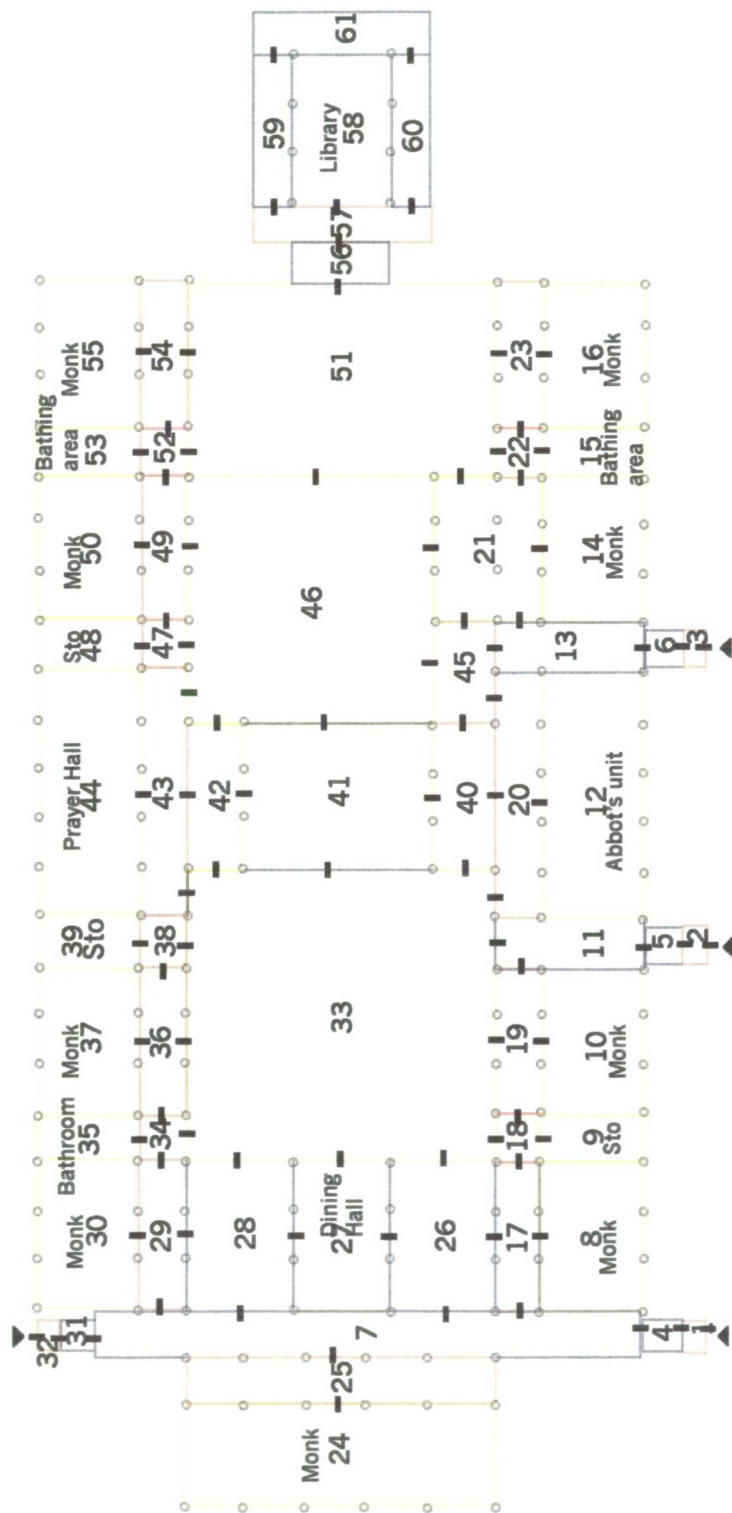 Monk
24
25
1
4
7
31
32
8
Monk
17
26
27
Dining
Hall
28
29
Monk
30
9
Sto
18
34
Bathroom
35
10
Monk
19
33
36
Monk
37
2
5
11
38
39
Sto
12
Abbot's unit
20
40
41
42
43
Prayer Hall
44
3
6
13
45
47
Sto
48
14
Monk
21
46
49
Monk
50
15
Bathing
area
22
52
Bathing
area
53
16
Monk
23
51
54
Monk
55
56
57
60
Library
58
59
61